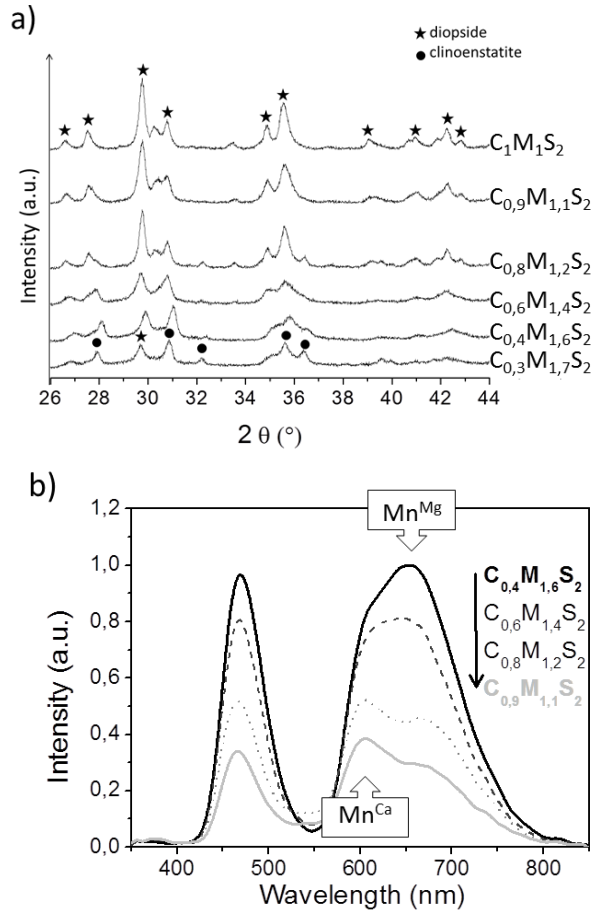 a)
★ diopside
● clinoenstatite
C1M1S2
C0,9M1,1S2
C0,8M1,2S2
C0,6M1,4S2
C0,4M1,6S2
C0,3M1,7S2
Intensity (a.u.)
26 28 30 32 34 36 38 40 42 44
2 θ (°)
b)
1,2
1,0
0,8
0,6
0,4
0,2
0,0
Intensity (a.u.)
MnMg
C0,4M1,6S2
C0,6M1,4S2
C0,8M1,2S2
C0,9M1,1S2
MnCa
400 500 600 700 800
Wavelength (nm)